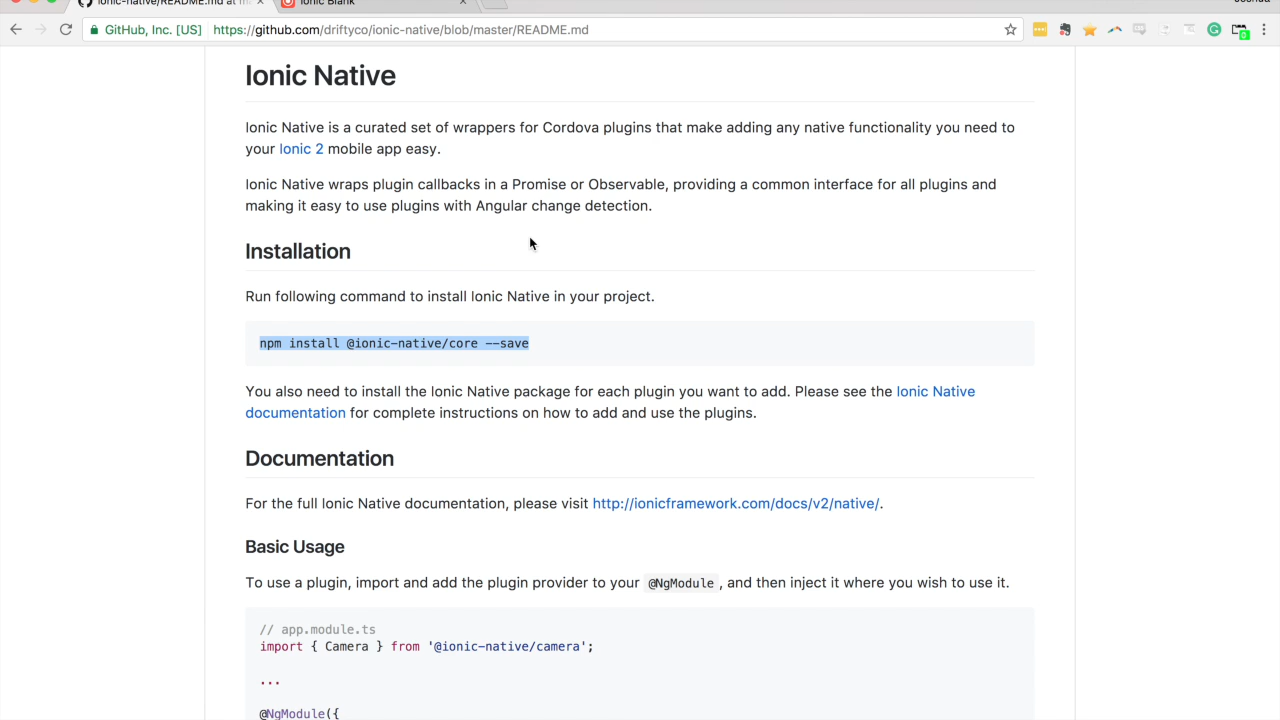 ionic-native/README.md at m
Ionic Blank
GitHub, Inc. [US]
https://github.com/driftyco/ionic-native/blob/master/README.md
Ionic Native
Ionic Native is a curated set of wrappers for Cordova plugins that make adding any native functionality you need to
your Ionic 2 mobile app easy.
Ionic Native wraps plugin callbacks in a Promise or Observable, providing a common interface for all plugins and
making it easy to use plugins with Angular change detection.
Installation
Run following command to install Ionic Native in your project.
npm install @ionic-native/core --save
You also need to install the Ionic Native package for each plugin you want to add. Please see the Ionic Native
documentation for complete instructions on how to add and use the plugins.
Documentation
For the full Ionic Native documentation, please visit http://ionicframework.com/docs/v2/native/.
Basic Usage
To use a plugin, import and add the plugin provider to your @NgModule, and then inject it where you wish to use it.
// app.module.ts
import { Camera } from '@ionic-native/camera';
...
@NgModule({